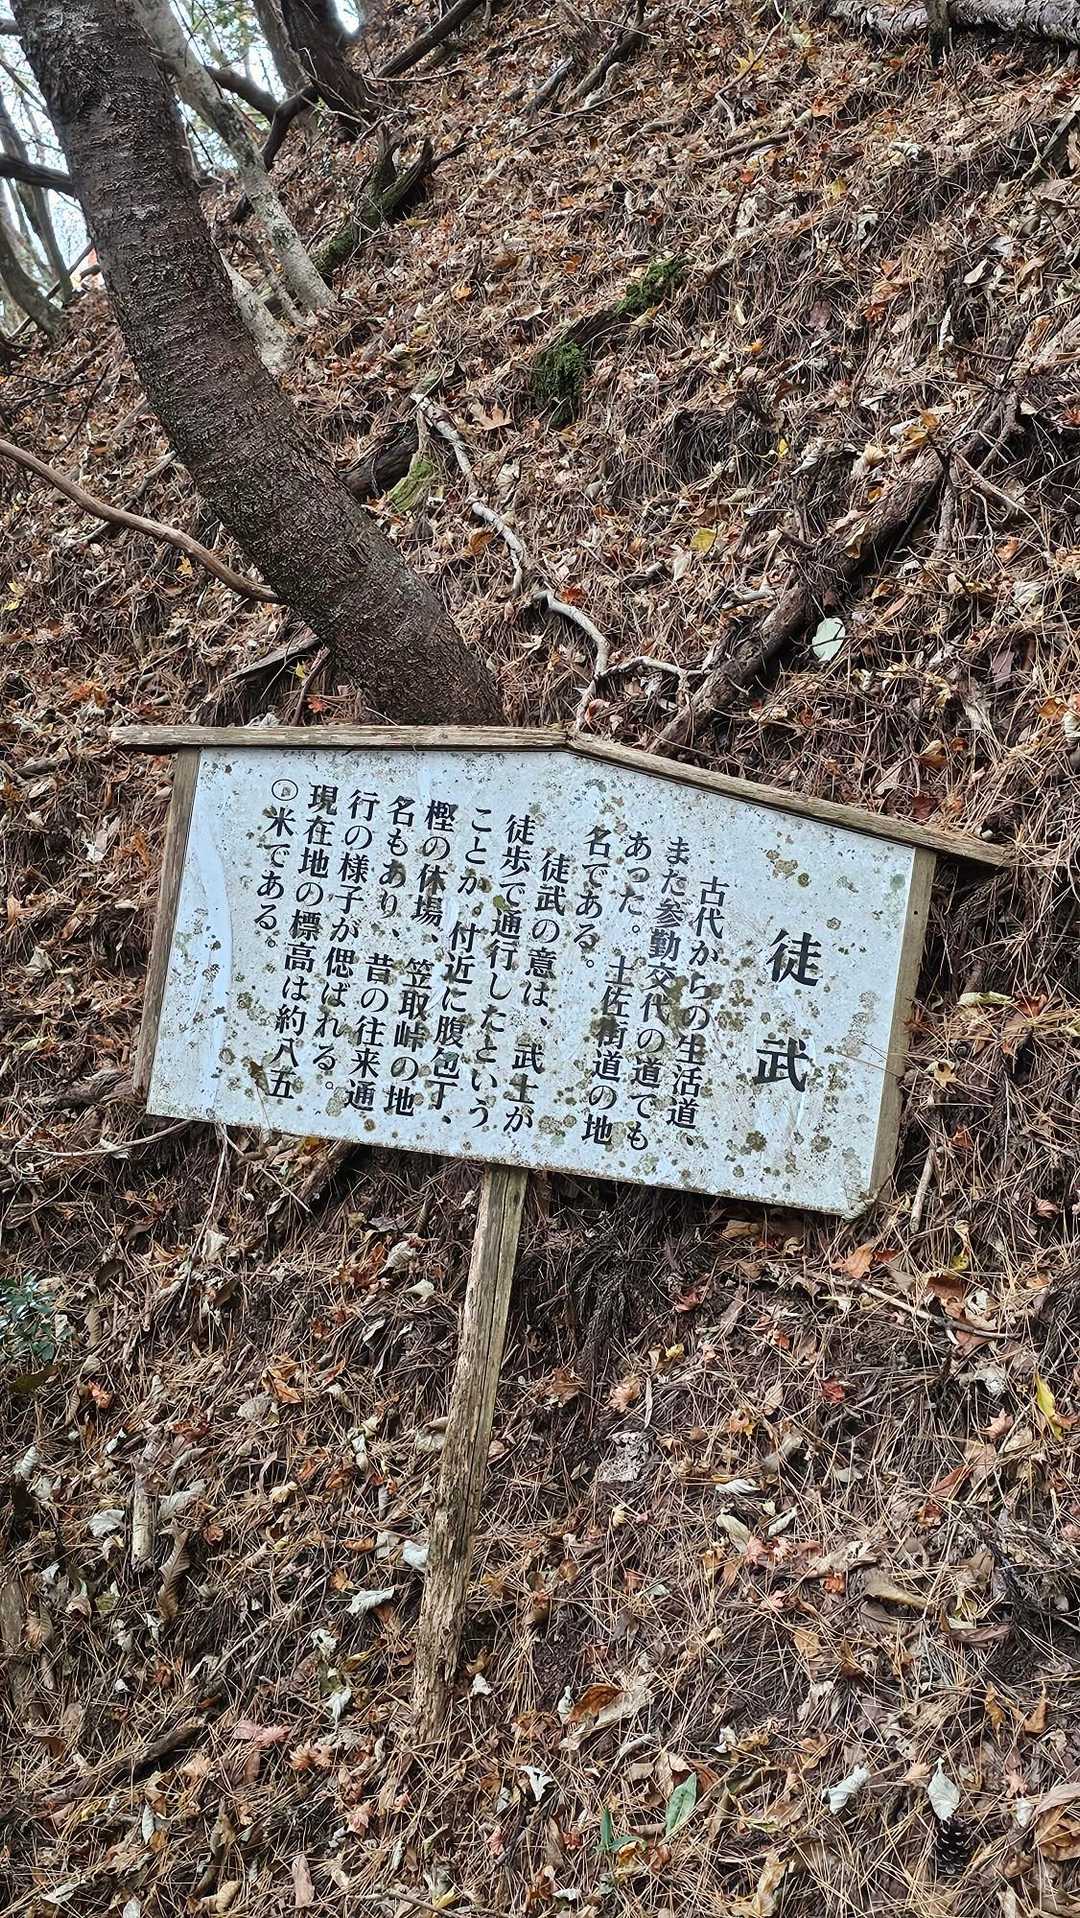 徒武
古代からの生活道、
また参勤交代の道でも
あった。土佐街道の地
名である。
徒武の意は、武士が
徒歩で通行したという
ことか。付近に腹包丁、
樫の休場、笠取峠の地
名もあり、昔の往来通
行の様子が偲ばれる。
現在地の標高は約八五
〇米である。